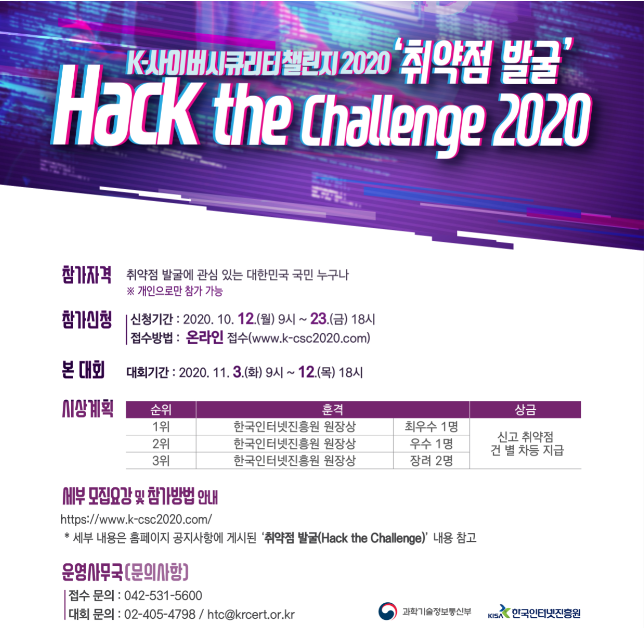 K-사이버시큐리티 챌린지 2020 '취약점 발굴'
Hack the Challenge 2020
참가자격 취약점 발굴에 관심 있는 대한민국 국민 누구나
※ 개인으로만 참가 가능
참가신청 신청기간 : 2020. 10. 12.(월) 9시 ~ 23.(금) 18시
접수방법 : 온라인 접수(www.k-csc2020.com)
본 대회 대회기간 : 2020. 11. 3.(화) 9시 ~ 12.(목) 18시
시상계획 순위 훈격 상금
1위 한국인터넷진흥원 원장상 최우수 1명
2위 한국인터넷진흥원 원장상 우수 1명
3위 한국인터넷진흥원 원장상 장려 2명
신고 취약점
건 별 차등 지급
세부 모집요강 및 참가방법 안내
https://www.k-csc2020.com/
* 세부 내용은 홈페이지 공지사항에 게시된 '취약점 발굴(Hack the Challenge)' 내용 참고
운영사무국(문의사항)
접수 문의 : 042-531-5600
대회 문의 : 02-405-4798 / htc@krcert.or.kr
과학기술정보통신부 KISA 한국인터넷진흥원